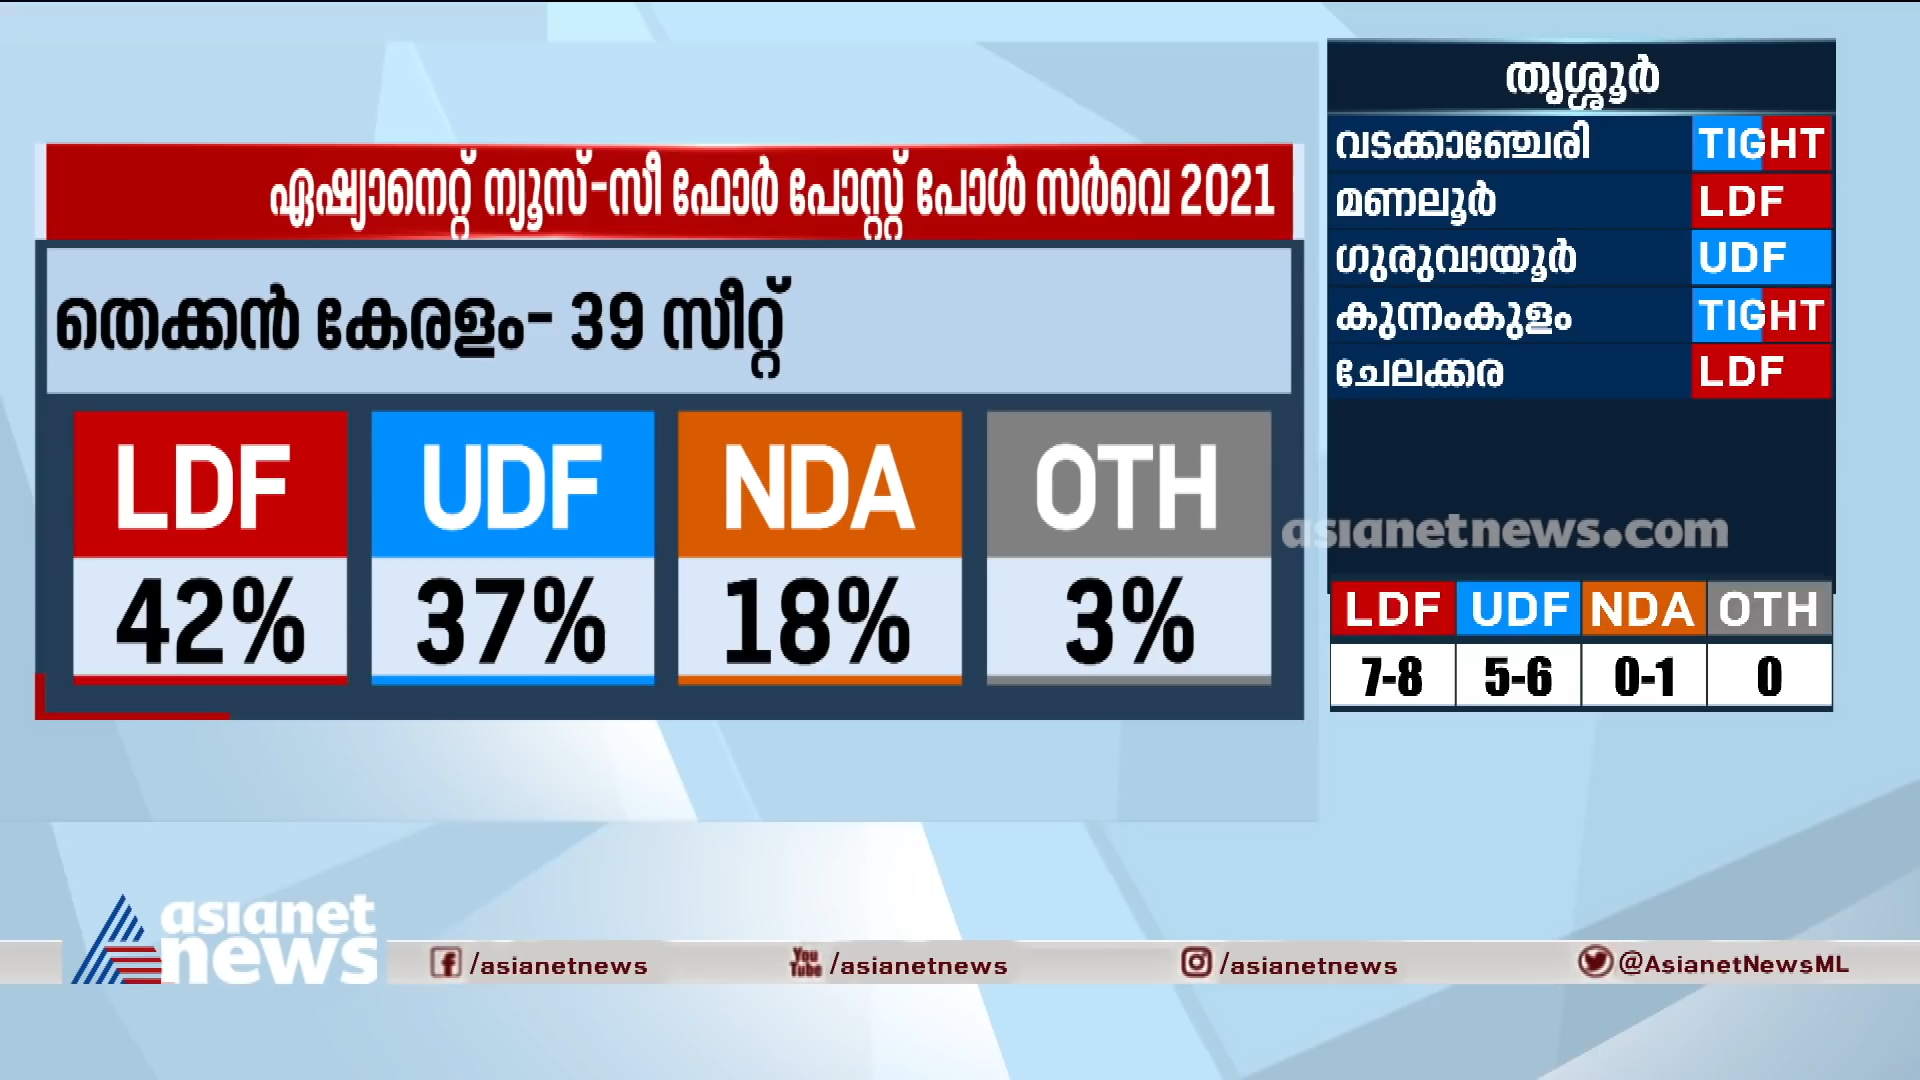 ഏഷ്യാനെറ്റ് ന്യൂസ്-സീ ഫോർ പോസ്റ്റ് പോൾ സർവെ 2021
തെക്കൻ കേരളം- 39 സീറ്റ്
LDF UDF NDA OTH
42% 37% 18% 3%
തൃശ്ശൂർ
വടക്കാഞ്ചേരി TIGHT
മണലൂർ LDF
ഗുരുവായൂർ UDF
കുന്നംകുളം TIGHT
ചേലക്കര LDF
asianetnews.com
LDF UDF NDA OTH
7-8 5-6 0-1 0
asianet
news
/asianetnews You Tube /asianetnews /asianetnews @AsianetNewsML